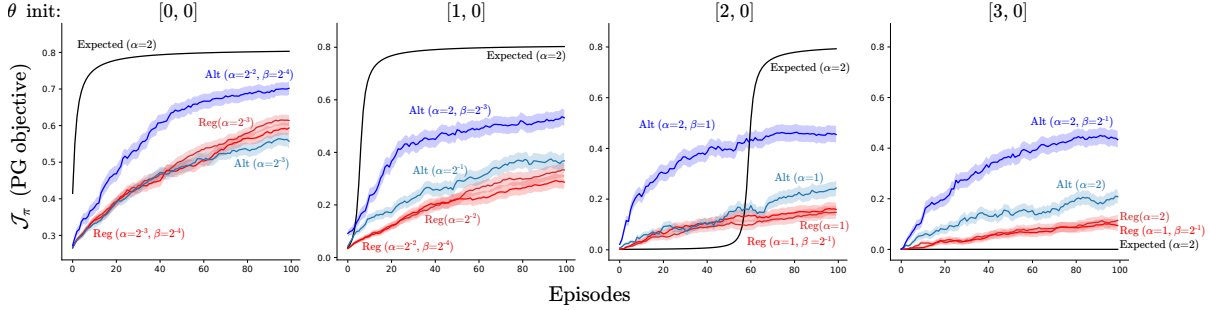 θ init: [0, 0] [1, 0] [2, 0] [3, 0]
𝒥π (PG objective)
0.8
0.7
0.6
0.5
0.4
0.3
Expected (α=2)
Alt (α=2⁻², β=2⁻⁴)
Reg(α=2⁻³)
Alt (α=2⁻³)
Reg (α=2⁻³, β=2⁻⁴)
0 20 40 60 80 100
0.8
0.6
0.4
0.2
0.0
Expected (α=2)
Alt (α=2, β=2⁻³)
Alt (α=2⁻¹)
Reg(α=2⁻²)
Reg (α=2⁻², β=2⁻⁴)
0 20 40 60 80 100
0.8
0.6
0.4
0.2
0.0
Expected (α=2)
Alt (α=2, β=1)
Alt (α=1)
Reg(α=1)
Reg (α=1, β=2⁻¹)
0 20 40 60 80 100
0.8
0.6
0.4
0.2
0.0
Alt (α=2, β=2⁻¹)
Alt (α=2)
Reg(α=2)
Reg (α=1, β=2⁻¹)
Expected (α=2)
0 20 40 60 80 100
Episodes